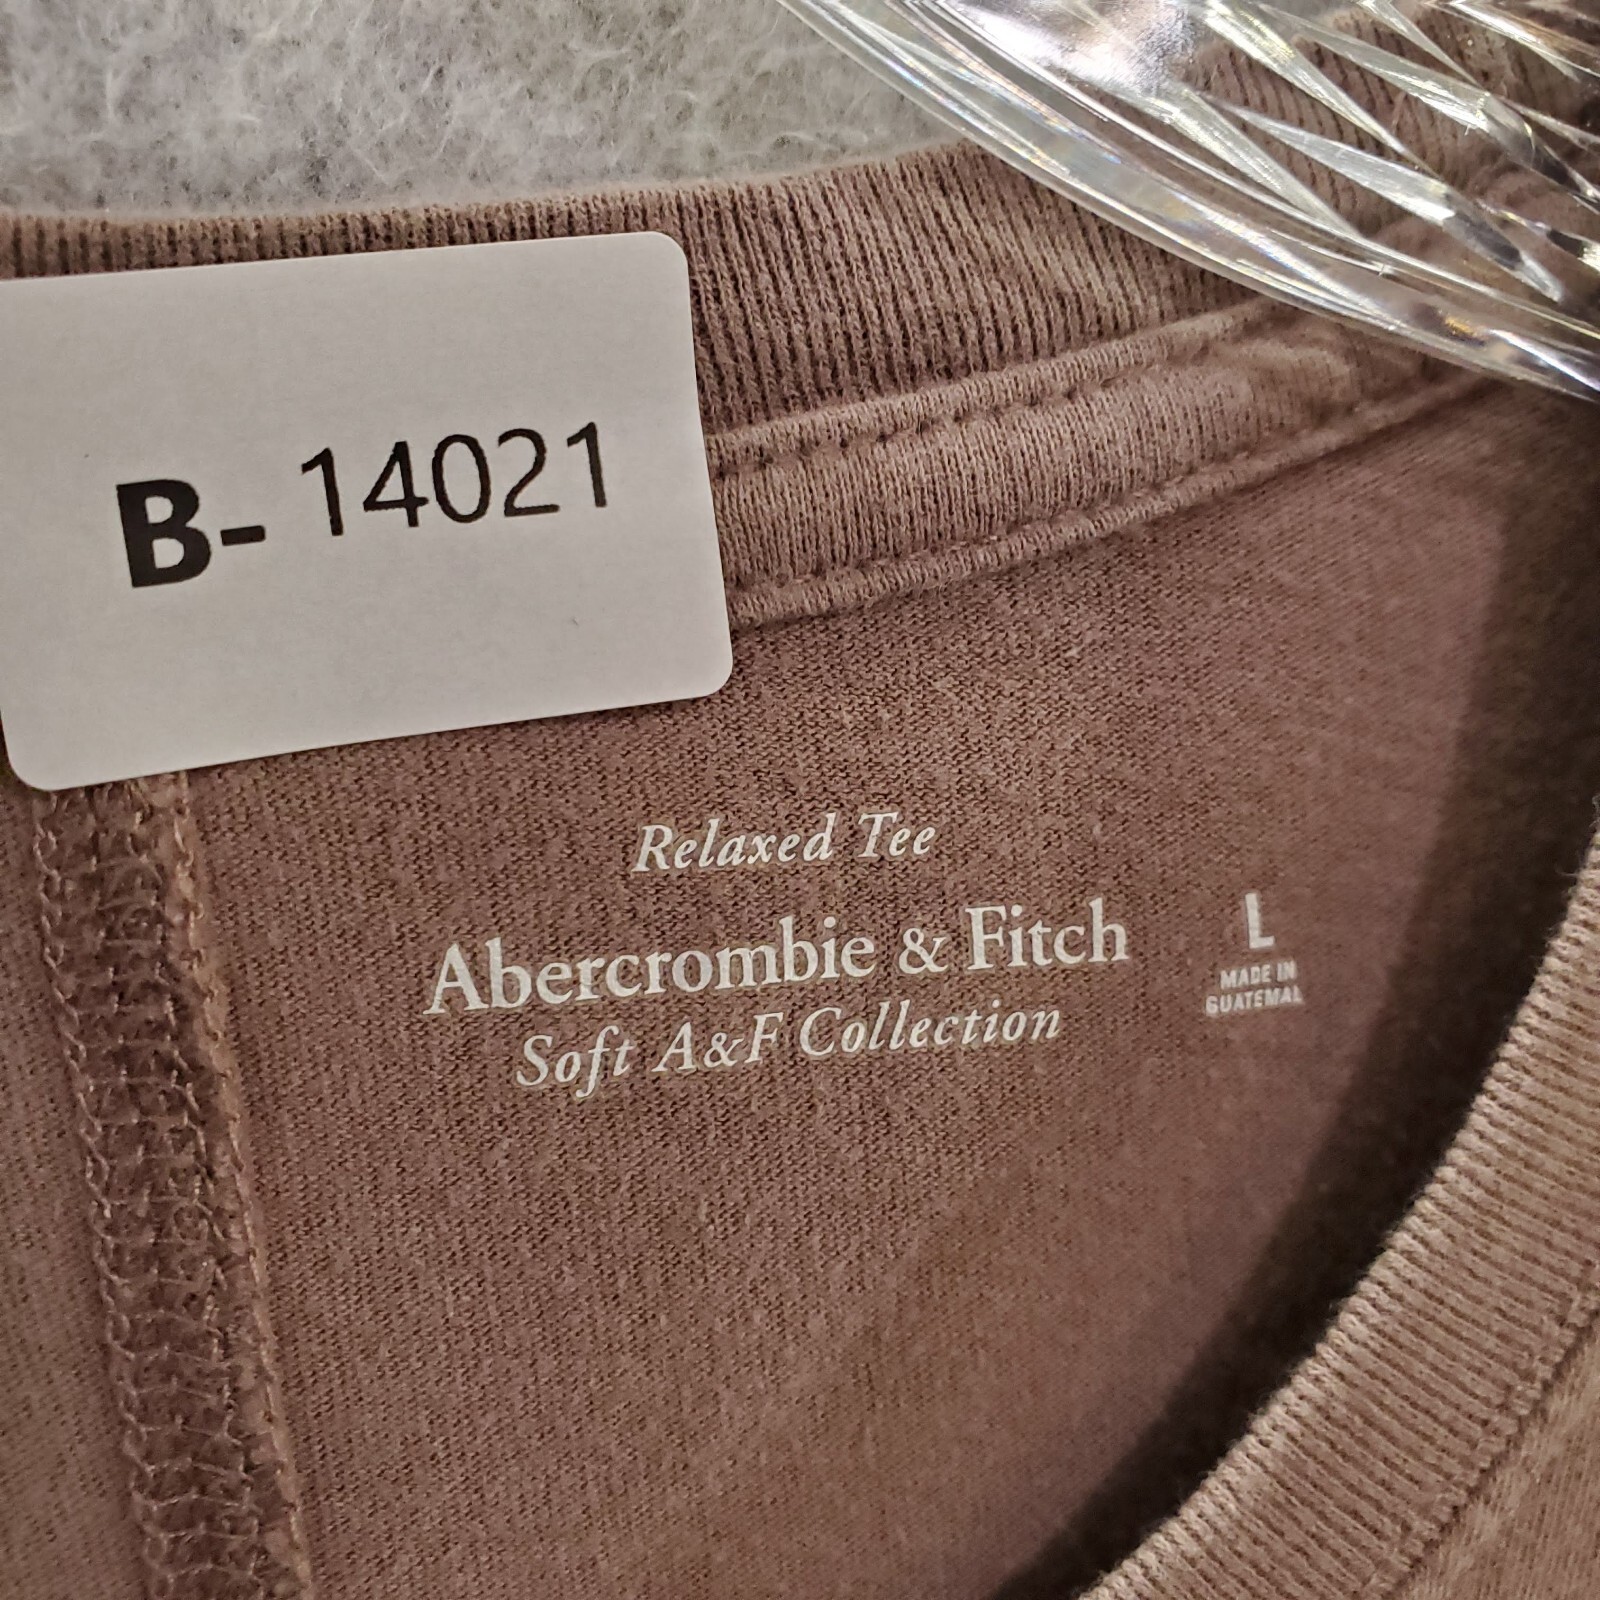 B- 14021
Relaxed Tee
Abercrombie & Fitch
Soft A&F Collection
L
MADE IN
GUATEMAL